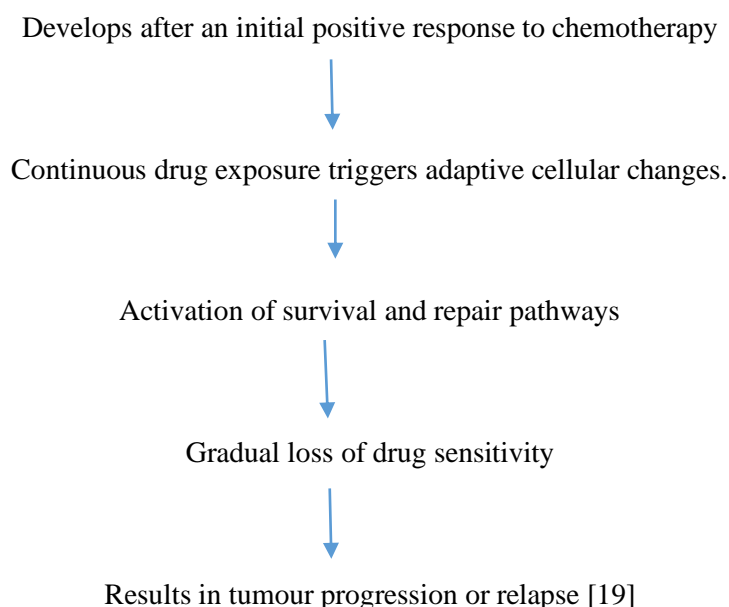 Develops after an initial positive response to chemotherapy
Continuous drug exposure triggers adaptive cellular changes.
Activation of survival and repair pathways
Gradual loss of drug sensitivity
Results in tumour progression or relapse [19]